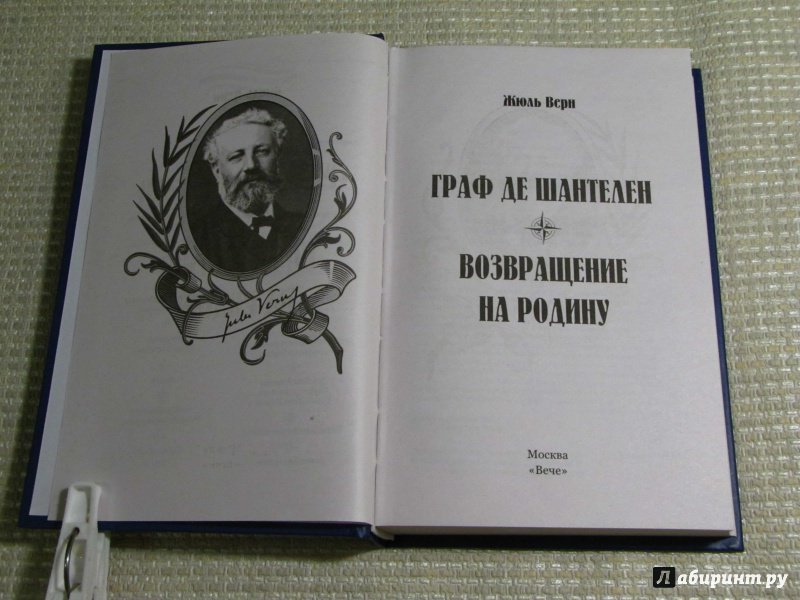 Jules Verne
Жюль Верн
ГРАФ ДЕ ШАНТЕЛЕН
ВОЗВРАЩЕНИЕ
НА РОДИНУ
Москва
«Вече»
Лабиринт.ру